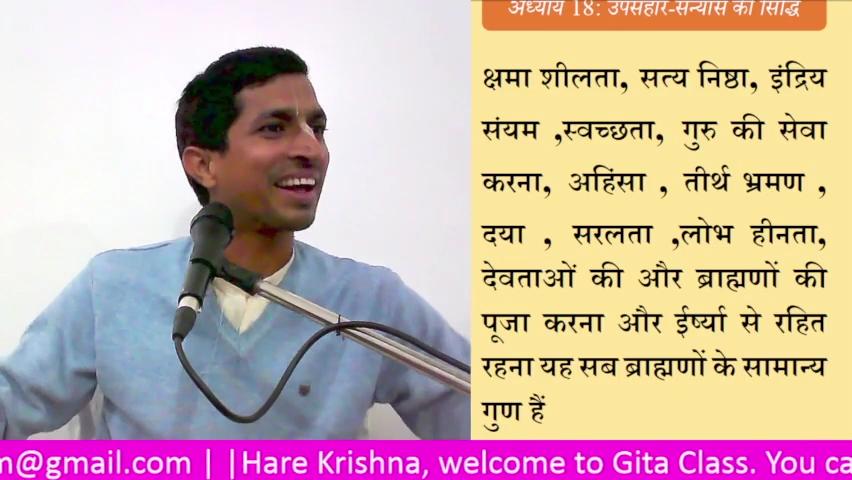 अध्याय 18: उपसंहार-सन्यास की सिद्धि
क्षमा शीलता, सत्य निष्ठा, इंद्रिय
संयम ,स्वच्छता, गुरु की सेवा
करना, अहिंसा , तीर्थ भ्रमण ,
दया , सरलता ,लोभ हीनता,
देवताओं की और ब्राह्मणों की
पूजा करना और ईर्ष्या से रहित
रहना यह सब ब्राह्मणों के सामान्य
गुण हैं
m@gmail.com | |Hare Krishna, welcome to Gita Class. You ca